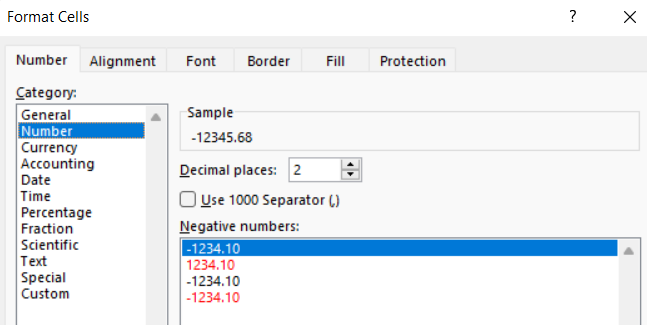 Format Cells ? ×
Number Alignment Font Border Fill Protection
Category:
General
Number
Currency
Accounting
Date
Time
Percentage
Fraction
Scientific
Text
Special
Custom
Sample
-12345.68
Decimal places: 2
Use 1000 Separator (,)
Negative numbers:
-1234.10
1234.10
-1234.10
-1234.10